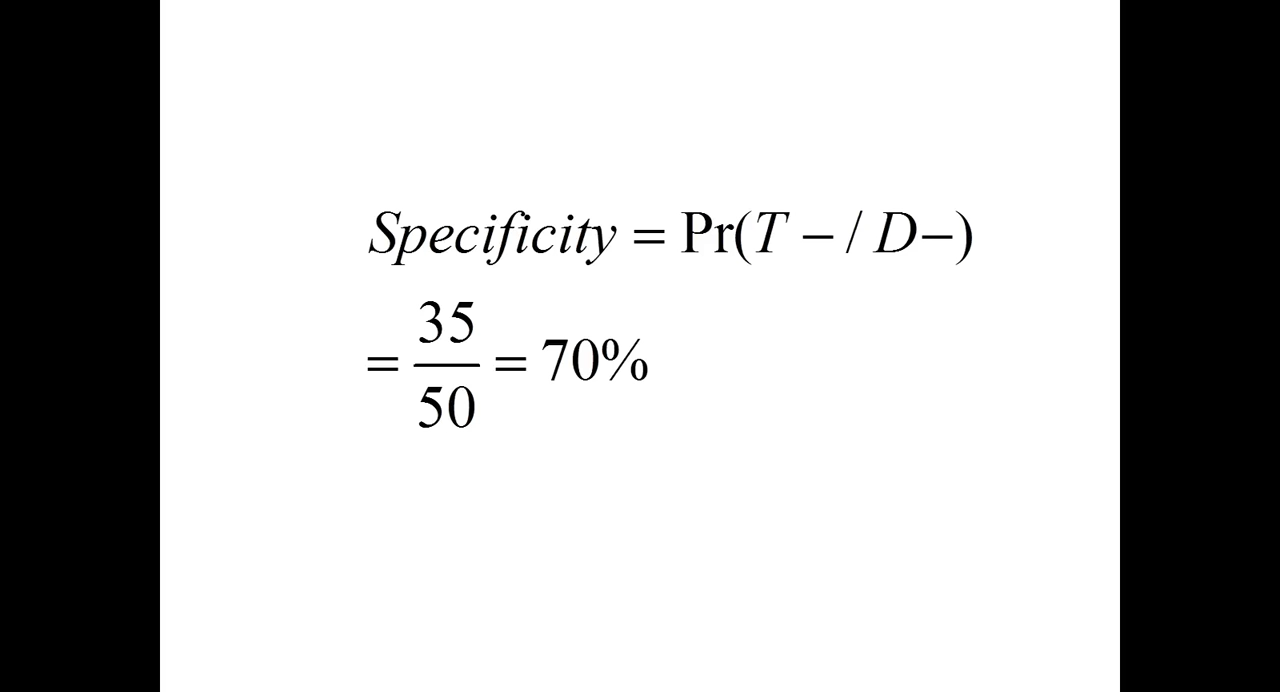 Specificity = Pr(T − / D−)
= 35/50 = 70%